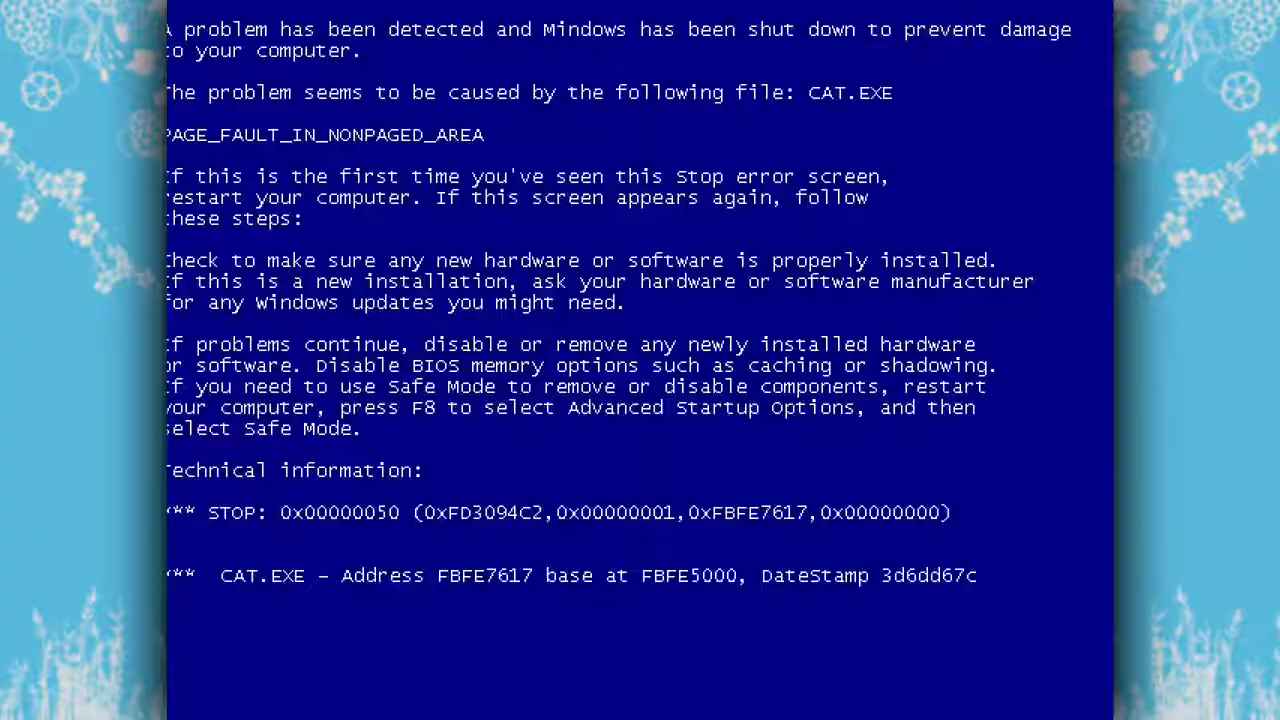 A problem has been detected and Mindows has been shut down to prevent damage
to your computer.
The problem seems to be caused by the following file: CAT.EXE
PAGE_FAULT_IN_NONPAGED_AREA
If this is the first time you've seen this Stop error screen,
restart your computer. If this screen appears again, follow
these steps:
Check to make sure any new hardware or software is properly installed.
If this is a new installation, ask your hardware or software manufacturer
for any Windows updates you might need.
If problems continue, disable or remove any newly installed hardware
or software. Disable BIOS memory options such as caching or shadowing.
If you need to use Safe Mode to remove or disable components, restart
your computer, press F8 to select Advanced Startup Options, and then
select Safe Mode.
Technical information:
*** STOP: 0x00000050 (0xFD3094C2,0x00000001,0xFBFE7617,0x00000000)
*** CAT.EXE – Address FBFE7617 base at FBFE5000, DateStamp 3d6dd67c